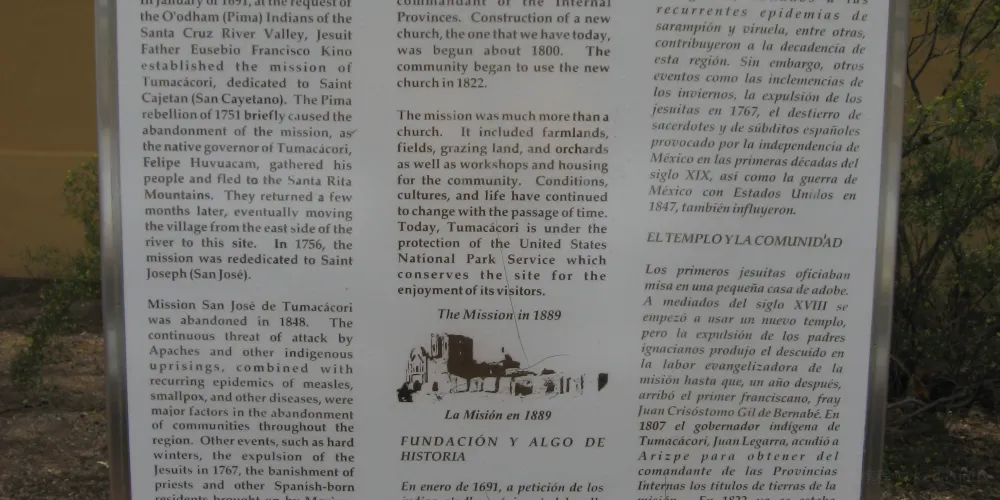 In January of 1691, at the request of
the O'odham (Pima) Indians of the
Santa Cruz River Valley, Jesuit
Father Eusebio Francisco Kino
established the mission of
Tumacácori, dedicated to Saint
Cajetan (San Cayetano). The Pima
rebellion of 1751 briefly caused the
abandonment of the mission, as
the native governor of Tumacácori,
Felipe Huvuacam, gathered his
people and fled to the Santa Rita
Mountains. They returned a few
months later, eventually moving
the village from the east side of the
river to this site. In 1756, the
mission was rededicated to Saint
Joseph (San José).
Mission San José de Tumacácori
was abandoned in 1848. The
continuous threat of attack by
Apaches and other indigenous
uprisings, combined with
recurring epidemics of measles,
smallpox, and other diseases, were
major factors in the abandonment
of communities throughout the
region. Other events, such as hard
winters, the expulsion of the
Jesuits in 1767, the banishment of
priests and other Spanish-born
residents brought on by
commandant of the Internal
Provinces. Construction of a new
church, the one that we have today,
was begun about 1800. The
community began to use the new
church in 1822.
The mission was much more than a
church. It included farmlands,
fields, grazing land, and orchards
as well as workshops and housing
for the community. Conditions,
cultures, and life have continued
to change with the passage of time.
Today, Tumacácori is under the
protection of the United States
National Park Service which
conserves the site for the
enjoyment of its visitors.
The Mission in 1889
La Misión en 1889
FUNDACIÓN Y ALGO DE
HISTORIA
En enero de 1691, a petición de los
recurrentes epidemias de
sarampión y viruela, entre otras,
contribuyeron a la decadencia de
esta región. Sin embargo, otros
eventos como las inclemencias de
los inviernos, la expulsión de los
jesuitas en 1767, el destierro de
sacerdotes y de súbditos españoles
provocado por la independencia de
México en las primeras décadas del
siglo XIX, así como la guerra de
México con Estados Unidos en
1847, también influyeron.
EL TEMPLO Y LA COMUNIDAD
Los primeros jesuitas oficiaban
misa en una pequeña casa de adobe.
A mediados del siglo XVIII se
empezó a usar un nuevo templo,
pero la expulsión de los padres
ignacianos produjo el descuido en
la labor evangelizadora de la
misión hasta que, un año después,
arribó el primer franciscano, fray
Juan Crisóstomo Gil de Bernabé. En
1807 el gobernador indígena de
Tumacácori, Juan Legarra, acudió a
Arizpe para obtener del
comandante de las Provincias
Internas los títulos de tierras de la
misión. En 1822 ya se estaba